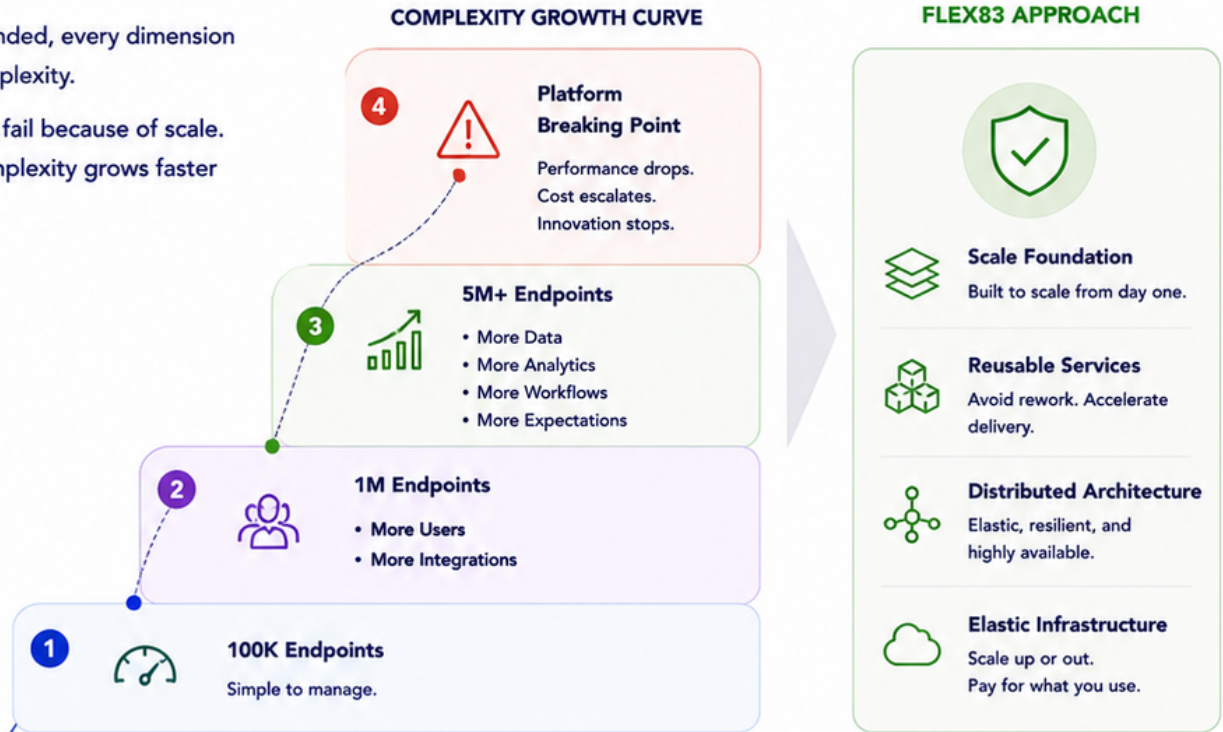 nded, every dimension
plexity.
fail because of scale.
mplexity grows faster
COMPLEXITY GROWTH CURVE
4
Platform
Breaking Point
Performance drops.
Cost escalates.
Innovation stops.
3
5M+ Endpoints
• More Data
• More Analytics
• More Workflows
• More Expectations
2
1M Endpoints
• More Users
• More Integrations
1
100K Endpoints
Simple to manage.
FLEX83 APPROACH
Scale Foundation
Built to scale from day one.
Reusable Services
Avoid rework. Accelerate
delivery.
Distributed Architecture
Elastic, resilient, and
highly available.
Elastic Infrastructure
Scale up or out.
Pay for what you use.